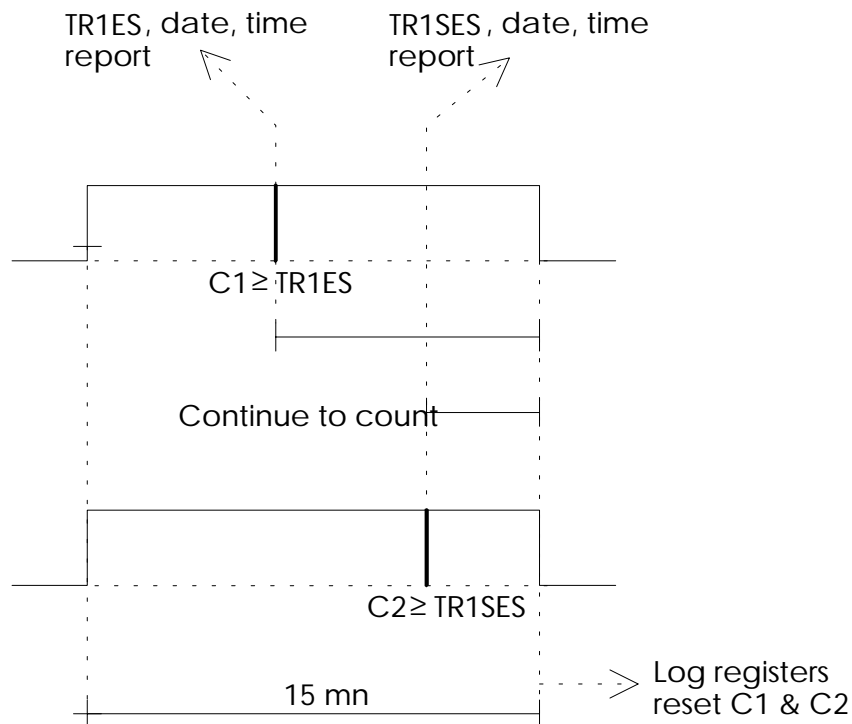 TR1ES, date, time
report
TR1SES, date, time
report
C1≥ TR1ES
Continue to count
C2≥ TR1SES
15 mn
Log registers
reset C1 & C2